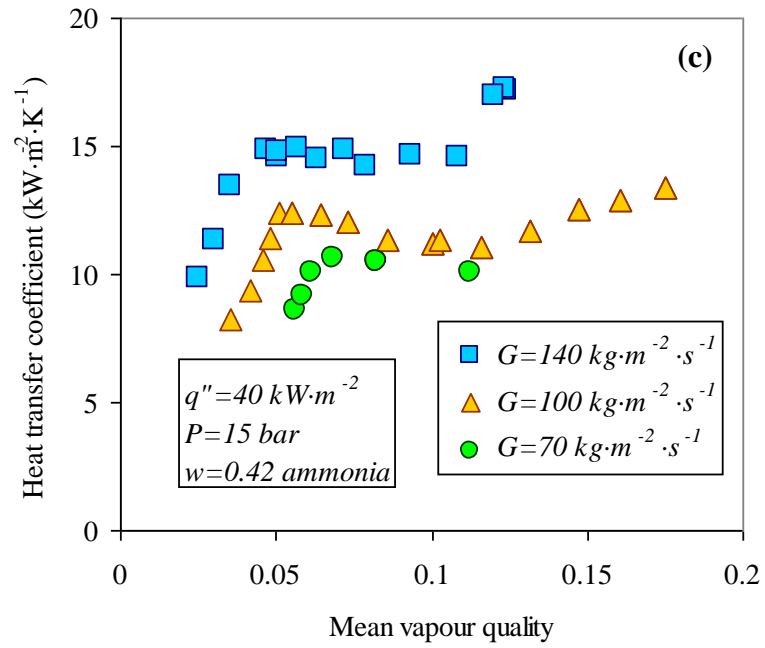 20
(c)
15
10
5
0
Heat transfer coefficient (kW·m⁻²·K⁻¹)
q"=40 kW·m⁻²
P=15 bar
w=0.42 ammonia
G=140 kg·m⁻²·s⁻¹
G=100 kg·m⁻²·s⁻¹
G=70 kg·m⁻²·s⁻¹
0 0.05 0.1 0.15 0.2
Mean vapour quality